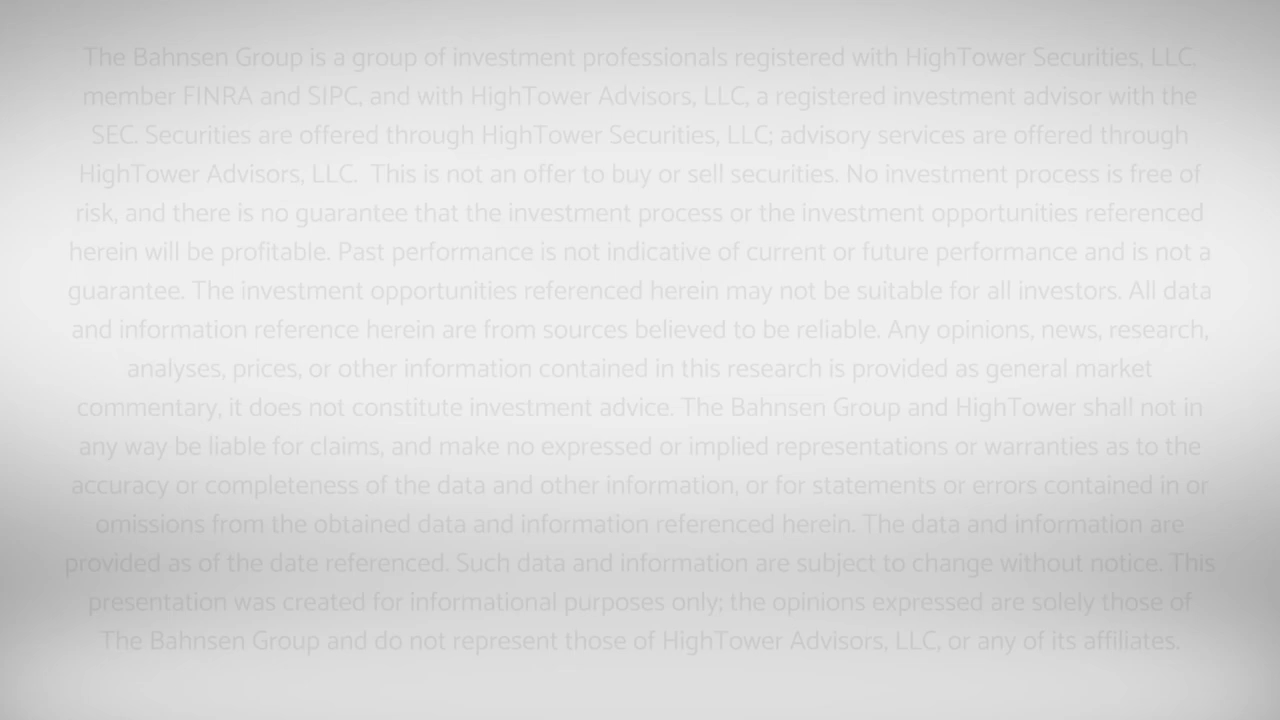 The Bahnsen Group is a group of investment professionals registered with HighTower Securities, LLC,
member FINRA and SIPC, and with HighTower Advisors, LLC, a registered investment advisor with the
SEC. Securities are offered through HighTower Securities, LLC; advisory services are offered through
HighTower Advisors, LLC.  This is not an offer to buy or sell securities. No investment process is free of
risk, and there is no guarantee that the investment process or the investment opportunities referenced
herein will be profitable. Past performance is not indicative of current or future performance and is not a
guarantee. The investment opportunities referenced herein may not be suitable for all investors. All data
and information reference herein are from sources believed to be reliable. Any opinions, news, research,
analyses, prices, or other information contained in this research is provided as general market
commentary, it does not constitute investment advice. The Bahnsen Group and HighTower shall not in
any way be liable for claims, and make no expressed or implied representations or warranties as to the
accuracy or completeness of the data and other information, or for statements or errors contained in or
omissions from the obtained data and information referenced herein. The data and information are
provided as of the date referenced. Such data and information are subject to change without notice. This
presentation was created for informational purposes only; the opinions expressed are solely those of
The Bahnsen Group and do not represent those of HighTower Advisors, LLC, or any of its affiliates.